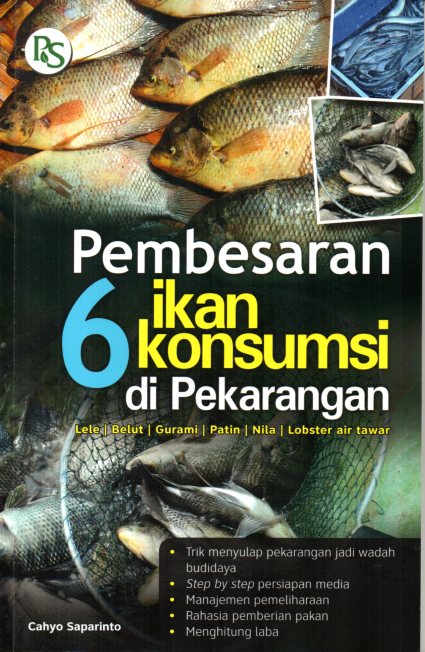 PS
Pembesaran
6 ikan
konsumsi
di Pekarangan
Lele | Belut | Gurami | Patin | Nila | Lobster air tawar
• Trik menyulap pekarangan jadi wadah
budidaya
• Step by step persiapan media
• Manajemen pemeliharaan
• Rahasia pemberian pakan
• Menghitung laba
Cahyo Saparinto